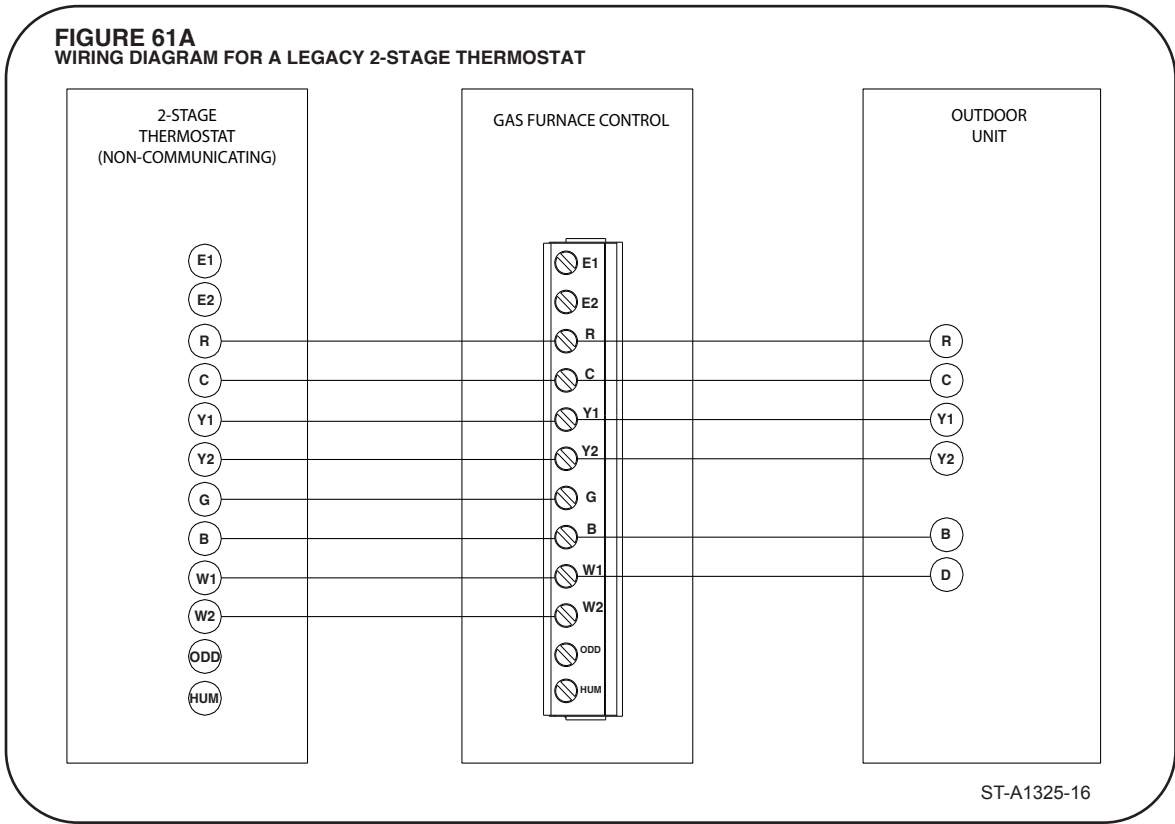 FIGURE 61A
WIRING DIAGRAM FOR A LEGACY 2-STAGE THERMOSTAT
2-STAGE
THERMOSTAT
(NON-COMMUNICATING)
E1
E2
R
C
Y1
Y2
G
B
W1
W2
ODD
HUM
GAS FURNACE CONTROL
E1
E2
R
C
Y1
Y2
G
B
W1
W2
ODD
HUM
OUTDOOR
UNIT
R
C
Y1
Y2
B
D
ST-A1325-16